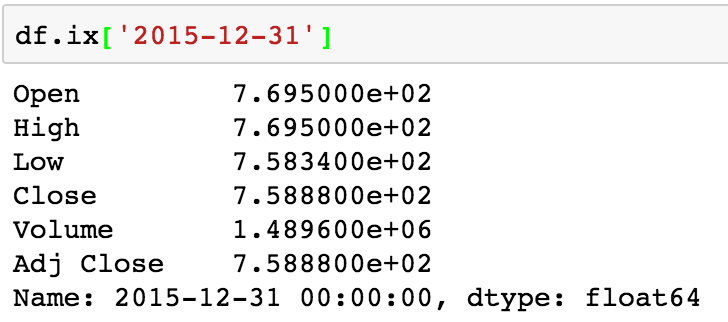 df.ix['2015-12-31']
Open 7.695000e+02
High 7.695000e+02
Low 7.583400e+02
Close 7.588800e+02
Volume 1.489600e+06
Adj Close 7.588800e+02
Name: 2015-12-31 00:00:00, dtype: float64